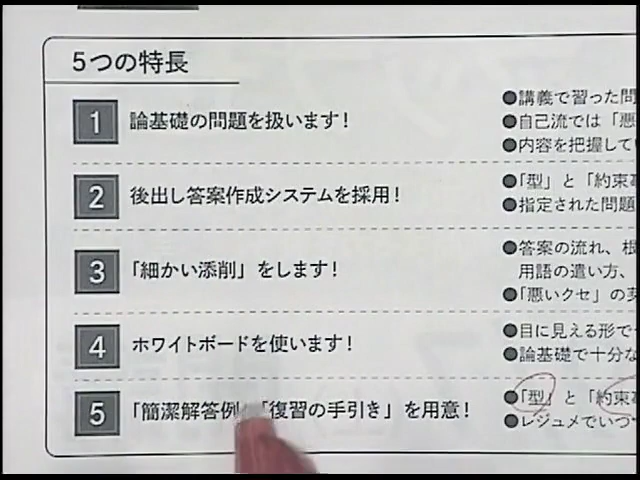 5つの特長
1 論基礎の問題を扱います!
●講義で習った問
●自己流では「悪
●内容を把握してい
2 後出し答案作成システムを採用!
●「型」と「約束
●指定された問題
3 「細かい添削」をします!
●答案の流れ、根
用語の遣い方、
●「悪いクセ」の
4 ホワイトボードを使います!
●目に見える形で
●論基礎で十分な
5 「簡潔解答例 「復習の手引き」を用意!
●「型」と「約束
●レジュメでいつ